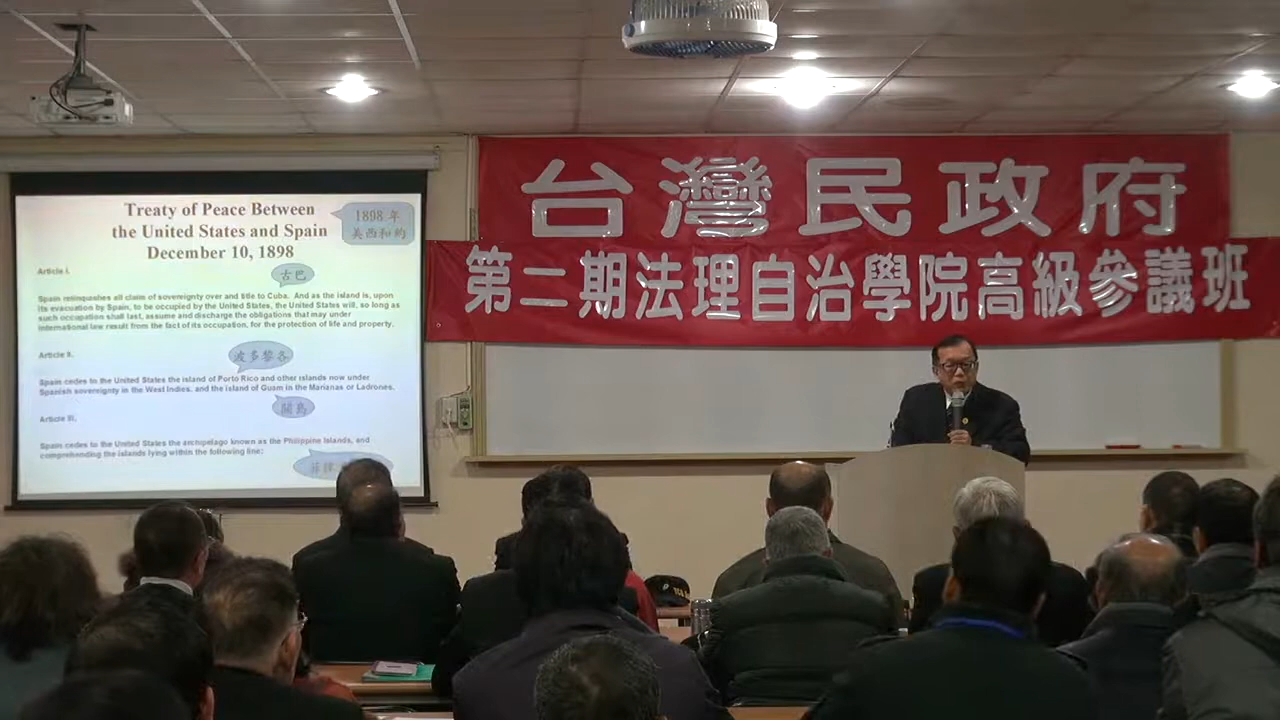 台灣民政府
第二期法理自治學院高級參議班
Treaty of Peace Between
the United States and Spain
December 10, 1898
1898 年
美西和約
Article I.
古巴
Spain relinquishes all claim of sovereignty over and title to Cuba. And as the island is, upon
its evacuation by Spain, to be occupied by the United States, the United States will, so long as
such occupation shall last, assume and discharge the obligations that may under
international law result from the fact of its occupation, for the protection of life and property.
Article II.
波多黎各
Spain cedes to the United States the island of Porto Rico and other islands now under
Spanish sovereignty in the West Indies, and the island of Guam in the Marianas or Ladrones.
關島
Article III.
Spain cedes to the United States the archipelago known as the Philippine Islands, and
comprehending the islands lying within the following line:
菲律